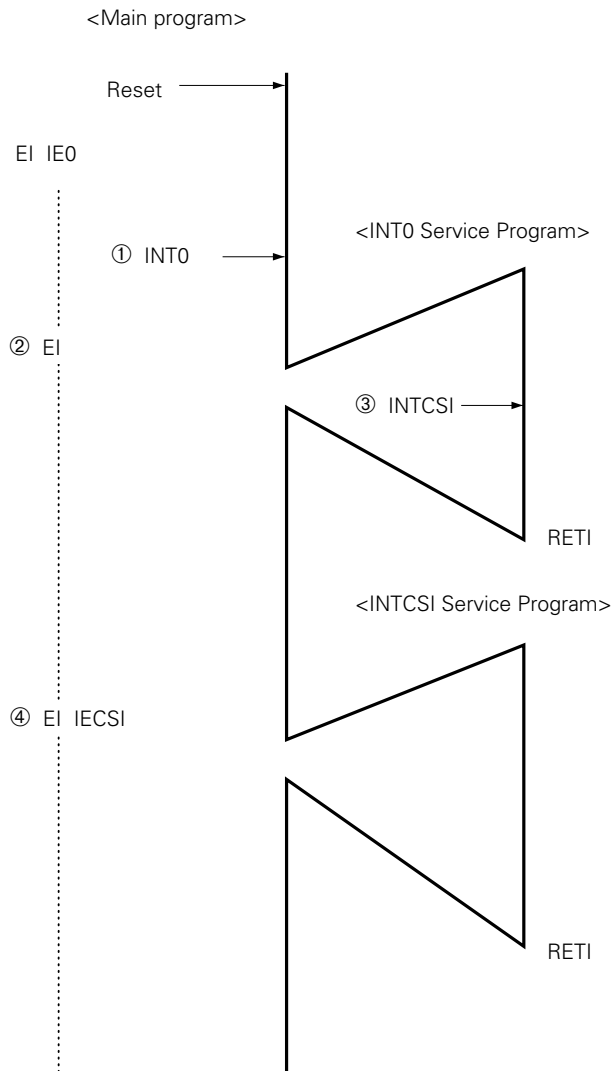 <Main program>
Reset
EI IE0
<INT0 Service Program>
① INT0
② EI
③ INTCSI
RETI
<INTCSI Service Program>
④ EI IECSI
RETI